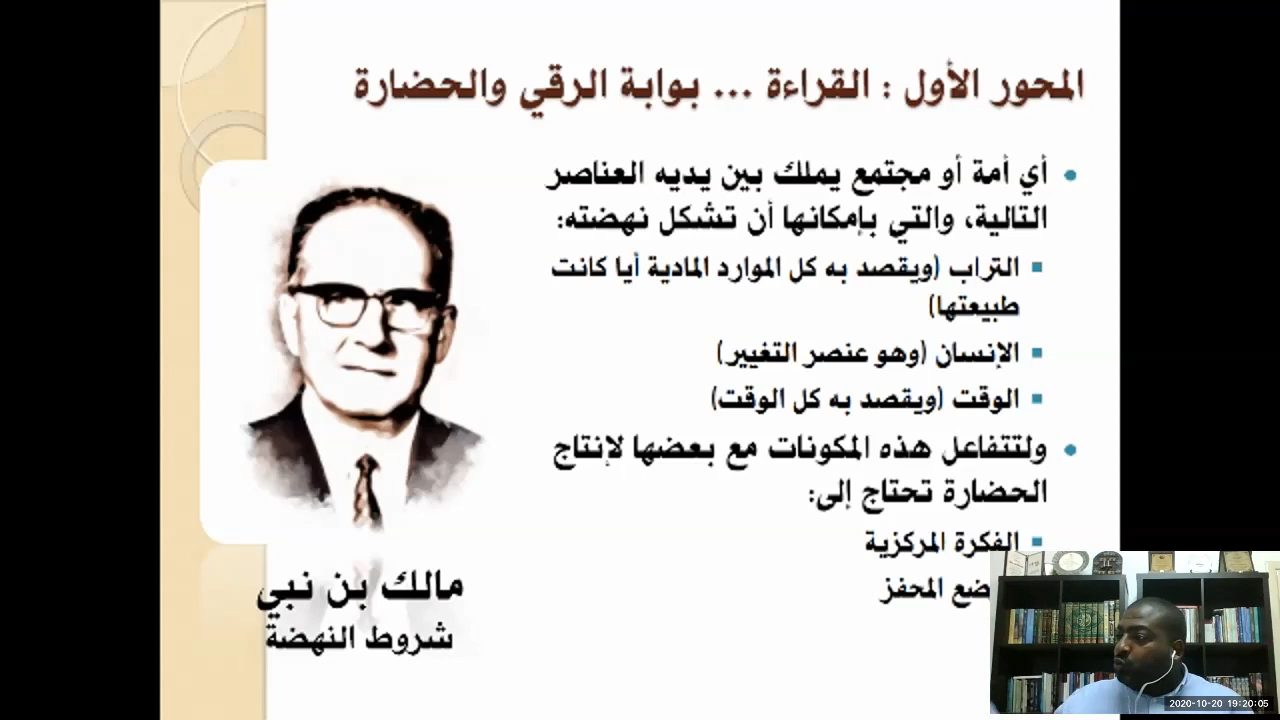 المحور الأول : القراءة ... بوابة الرقي والحضارة
أي أمة أو مجتمع يملك بين يديه العناصر
التالية، والتي بإمكانها أن تشكل نهضته:
التراب (ويقصد به كل الموارد المادية أيا كانت
طبيعتها)
الإنسان (وهو عنصر التغيير)
الوقت (ويقصد به كل الوقت)
ولتتفاعل هذه المكونات مع بعضها لإنتاج
الحضارة تحتاج إلى:
الفكرة المركزية
المحفز
مالك بن نبي
شروط النهضة
2020-10-20 19:20:05